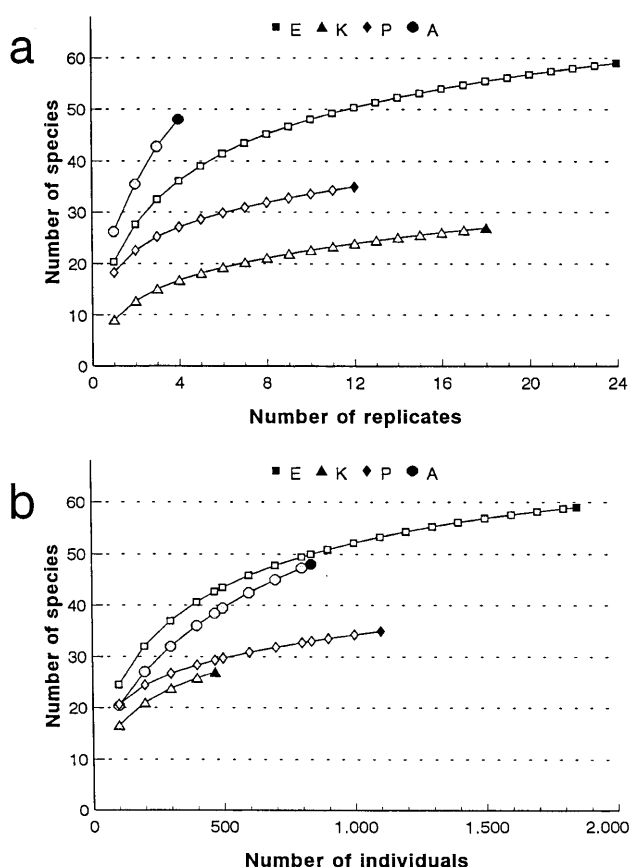 ■ E ▲ K ♦ P ● A
a
Number of species
60
50
40
30
20
10
0
0 4 8 12 16 20 24
Number of replicates
■ E ▲ K ♦ P ● A
b
Number of species
60
50
40
30
20
10
0
0 500 1.000 1.500 2.000
Number of individuals